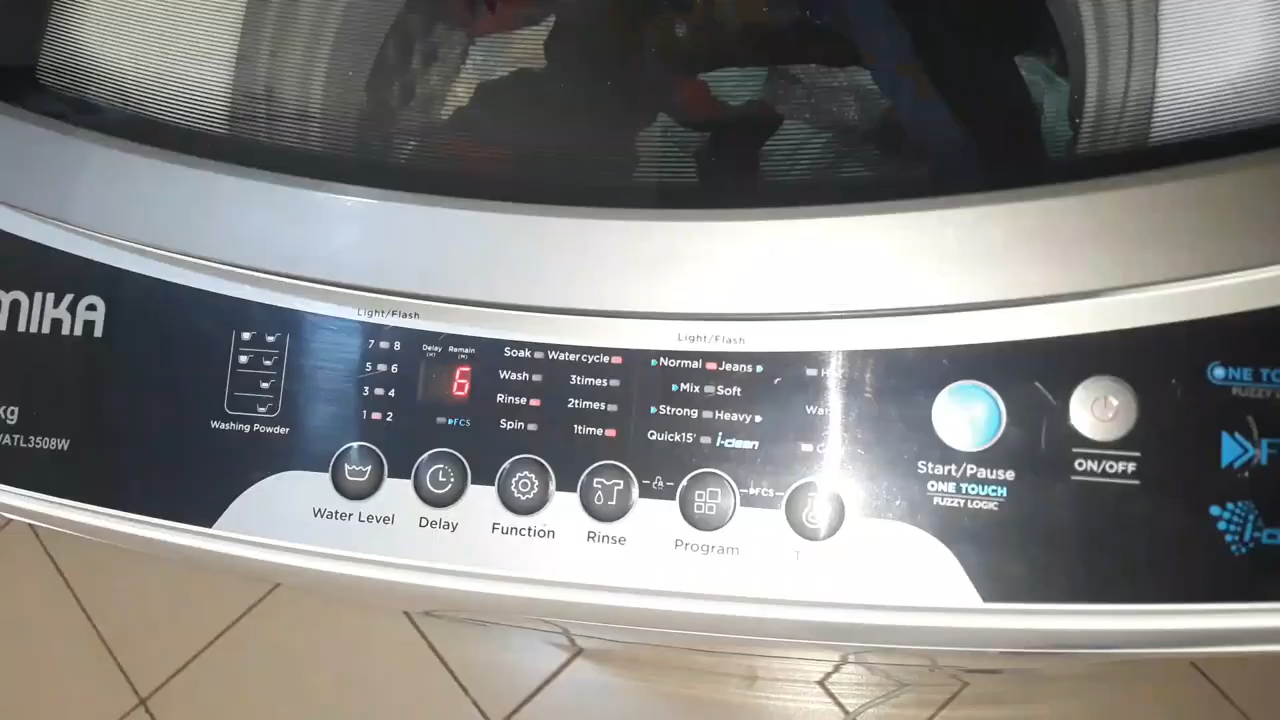 MIKA
kg
ATL3508W
Washing Powder
Light/Flash
7 8
5 6
3 4
1 2
Delay (H) Remain (H)
6
FCS
Soak Water cycle
Wash 3times
Rinse 2times
Spin 1time
Light/Flash
Normal Jeans
Mix Soft
Strong Heavy
Quick15' i-clean
Water Level
Delay
Function
Rinse
Program
FCS
Start/Pause
ONE TOUCH
FUZZY LOGIC
ON/OFF